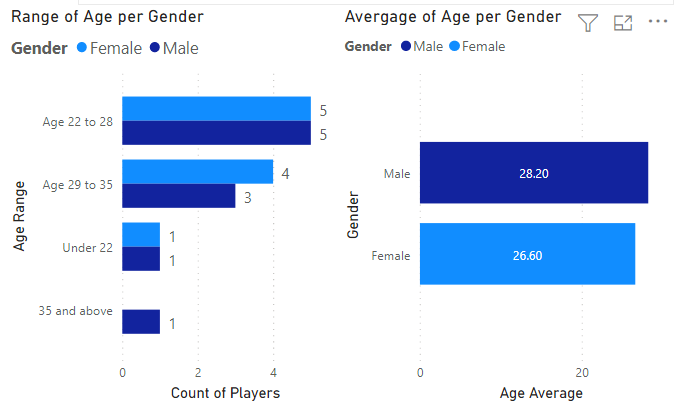 Range of Age per Gender
Gender Female Male
Age Range
Age 22 to 28
5
5
Age 29 to 35
4
3
Under 22
1
1
35 and above
1
0 2 4
Count of Players
Avergage of Age per Gender
Gender Male Female
Gender
Male
28.20
Female
26.60
0 20
Age Average